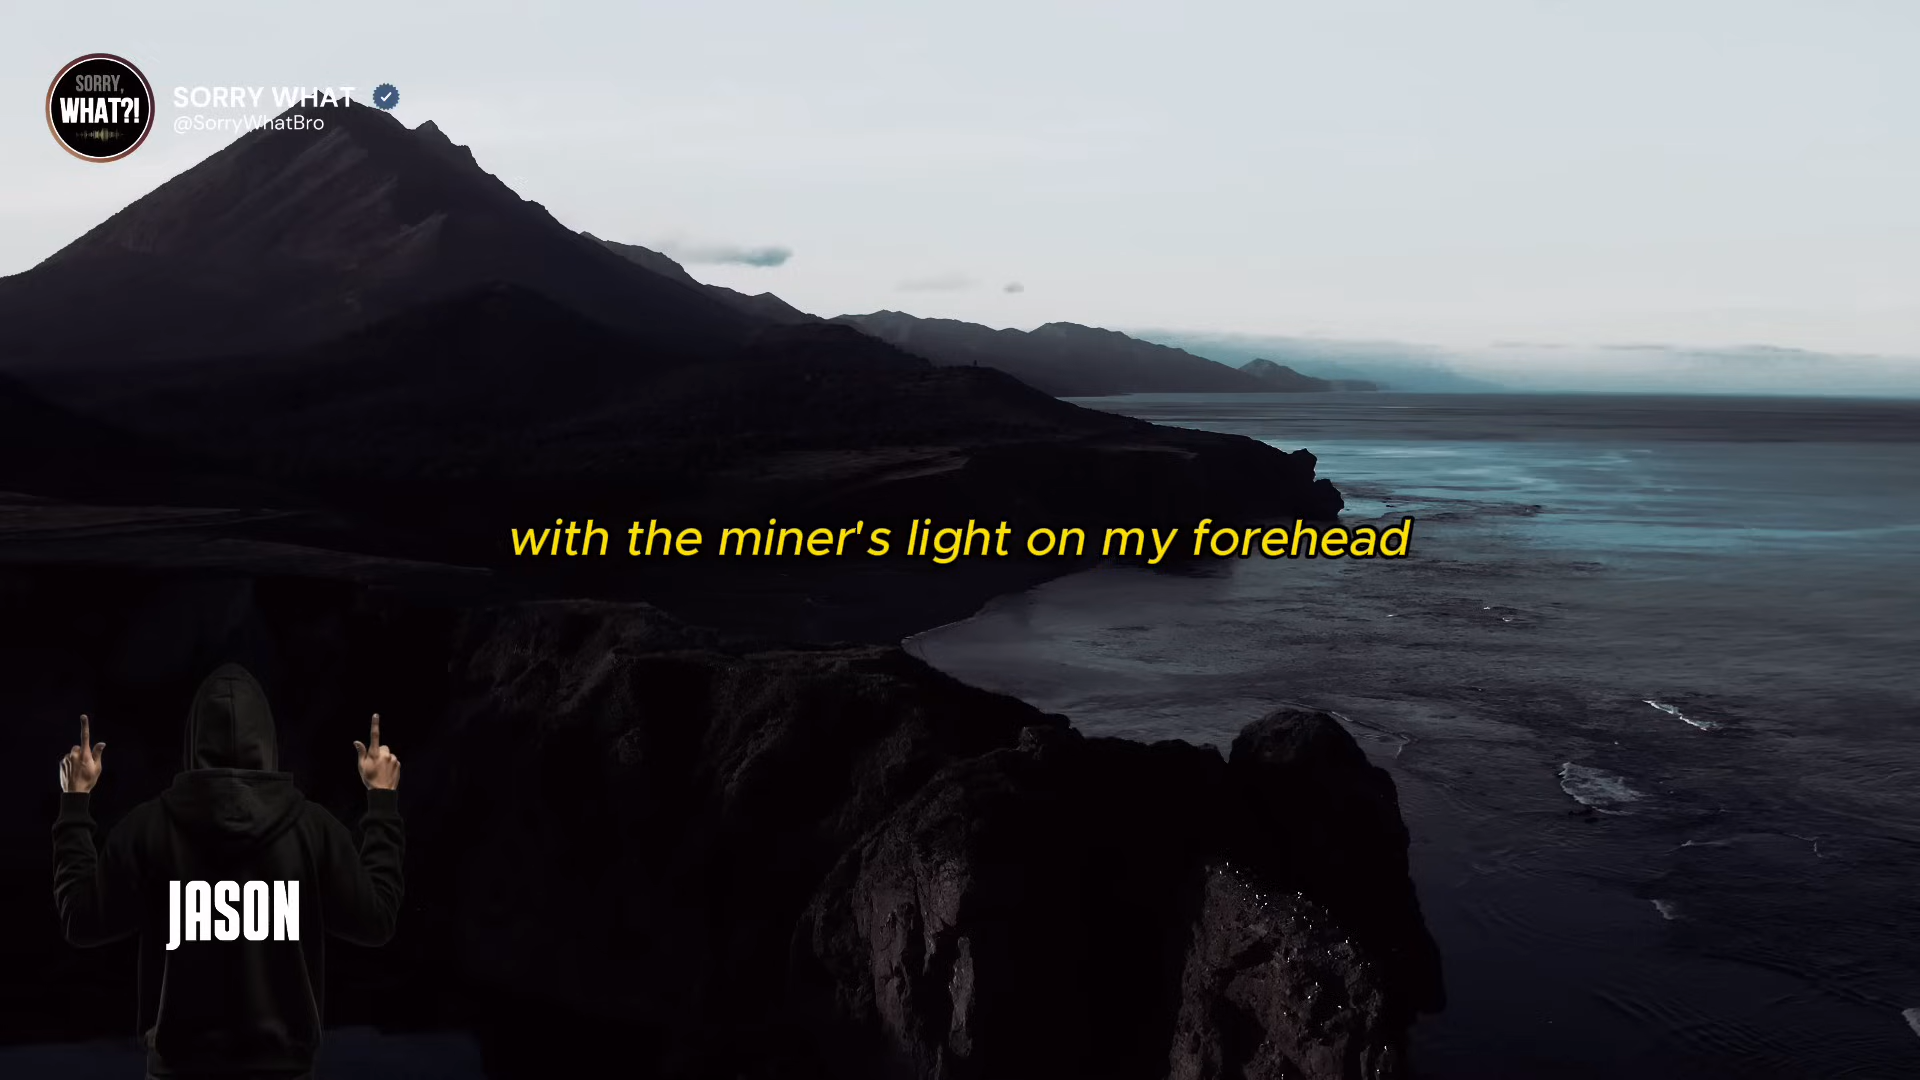 SORRY,
WHAT?!
SORRY WHAT
@SorryWhatBro
with the miner's light on my forehead
JASON